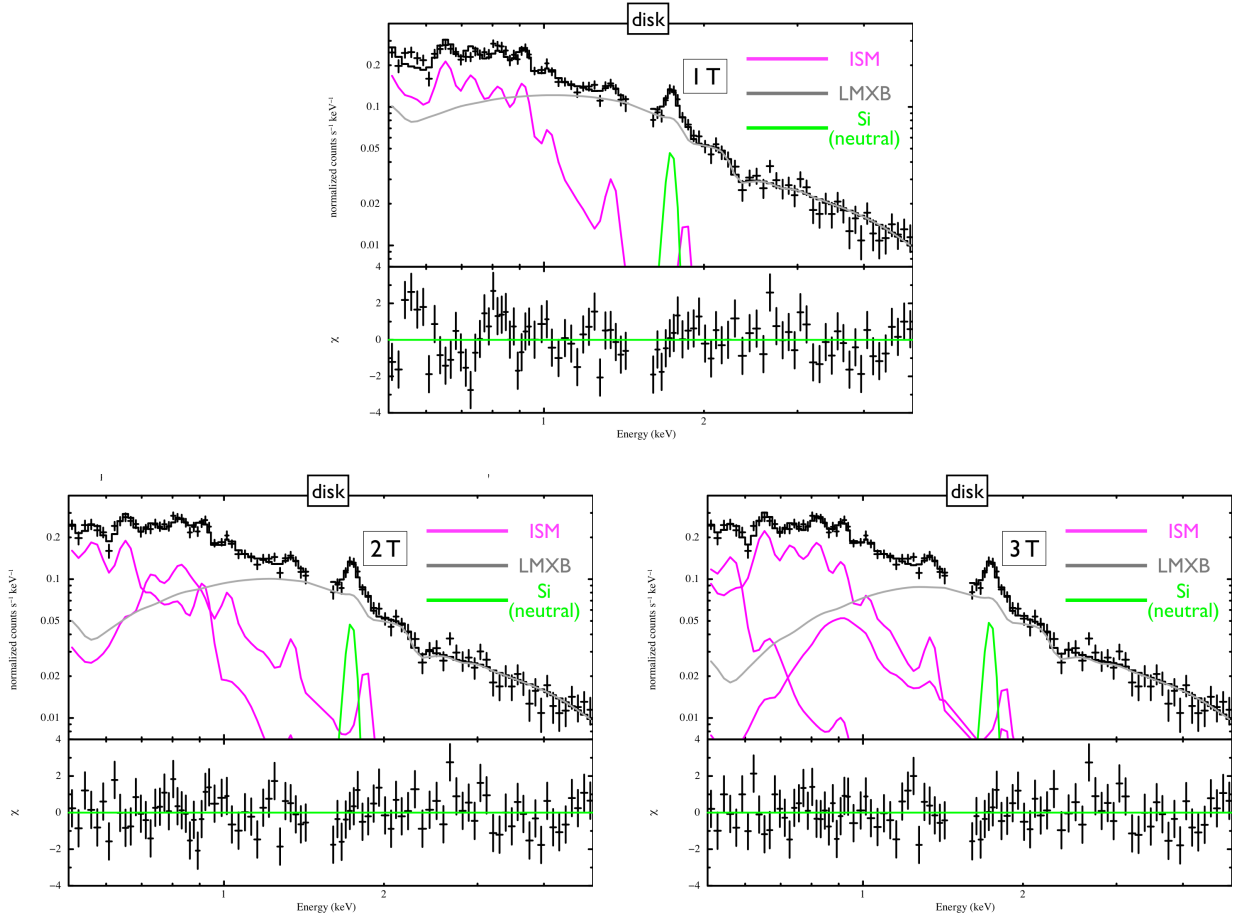 disk
1 T
ISM
LMXB
Si
(neutral)
normalized counts s⁻¹ keV⁻¹
0.2
0.1
0.05
0.02
0.01
4
2
0
−2
−4
χ
1
2
Energy (keV)
disk
2 T
ISM
LMXB
Si
(neutral)
normalized counts s⁻¹ keV⁻¹
0.2
0.1
0.05
0.02
0.01
4
2
0
−2
−4
χ
1
2
Energy (keV)
disk
3 T
ISM
LMXB
Si
(neutral)
normalized counts s⁻¹ keV⁻¹
0.2
0.1
0.05
0.02
0.01
4
2
0
−2
−4
χ
1
2
Energy (keV)